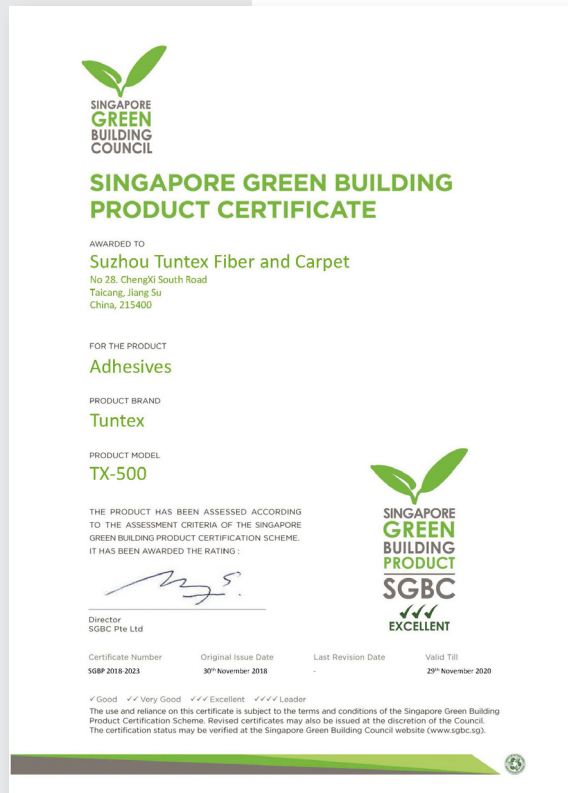 SINGAPORE
GREEN
BUILDING
COUNCIL
SINGAPORE GREEN BUILDING
PRODUCT CERTIFICATE
AWARDED TO
Suzhou Tuntex Fiber and Carpet
No 28. ChengXi South Road
Taicang, Jiang Su
China, 215400
FOR THE PRODUCT
Adhesives
PRODUCT BRAND
Tuntex
PRODUCT MODEL
TX-500
THE PRODUCT HAS BEEN ASSESSED ACCORDING
TO THE ASSESSMENT CRITERIA OF THE SINGAPORE
GREEN BUILDING PRODUCT CERTIFICATION SCHEME.
IT HAS BEEN AWARDED THE RATING :
SINGAPORE
GREEN
BUILDING
PRODUCT
SGBC
✓✓✓
EXCELLENT
Director
SGBC Pte Ltd
Certificate Number Original Issue Date Last Revision Date Valid Till
SGBP 2018-2023 30th November 2018 - 29th November 2020
✓ Good ✓✓ Very Good ✓✓✓ Excellent ✓✓✓✓ Leader
The use and reliance on this certificate is subject to the terms and conditions of the Singapore Green Building
Product Certification Scheme. Revised certificates may also be issued at the discretion of the Council.
The certification status may be verified at the Singapore Green Building Council website (www.sgbc.sg).